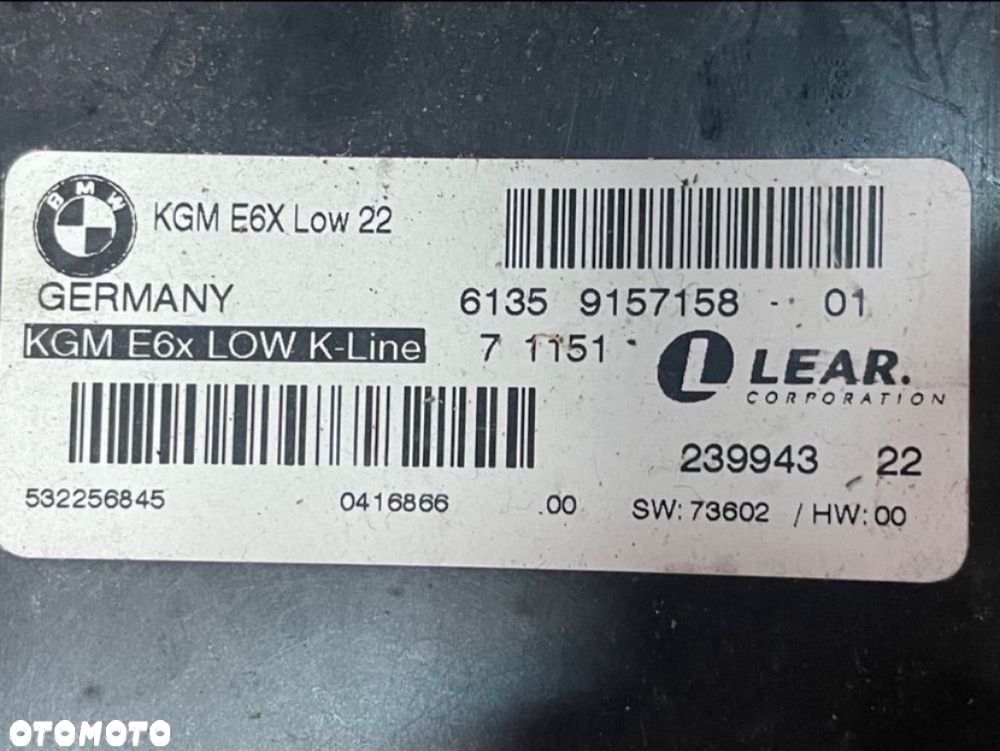 BMW
KGM E6X Low 22
GERMANY
6135 9157158 - 01
KGM E6x LOW K-Line
7 1151
L LEAR.
CORPORATION
239943 22
532256845 0416866 .00
SW: 73602 / HW: 00
OTOMOTO